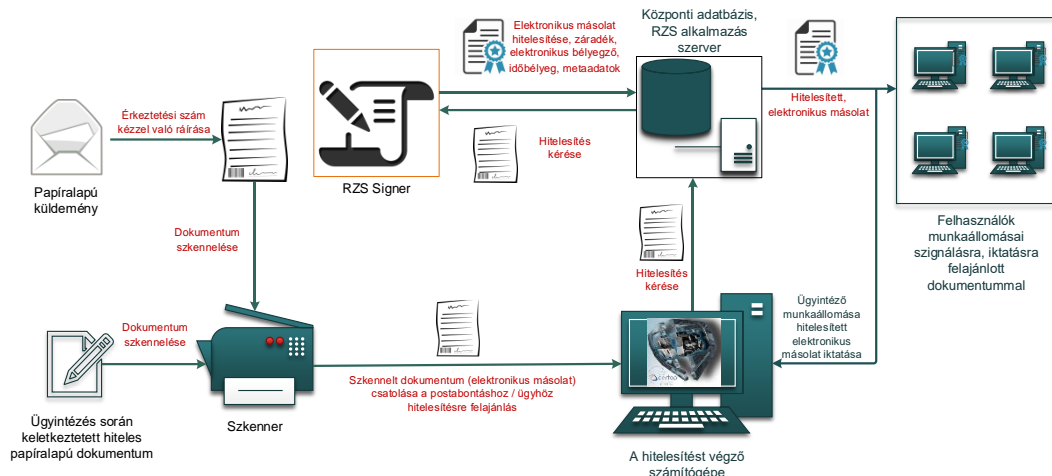 Elektronikus másolat
hitelesítése, záradék,
elektronikus bélyegző,
időbélyeg, metaadatok
Központi adatbázis,
RZS alkalmazás
szerver
Érkeztetési szám
kézzel való ráírása
Hitelesítés
kérése
Hitelesített,
elektronikus másolat
Papíralapú
küldemény
RZS Signer
Dokumentum
szkennelése
Hitelesítés
kérése
Felhasználók
munkaállomásai
szignálásra, iktatásra
felajánlott
dokumentummal
Dokumentum
szkennelése
Ügyintéző
munkaállomása
hitelesített
elektronikus
másolat iktatása
Szkennelt dokumentum (elektronikus másolat)
csatolása a postabontáshoz / ügyhöz
hitelesítésre felajánlás
Ügyintézés során
keletkeztetett hiteles
papíralapú dokumentum
Szkenner
A hitelesítést végző
számítógépe